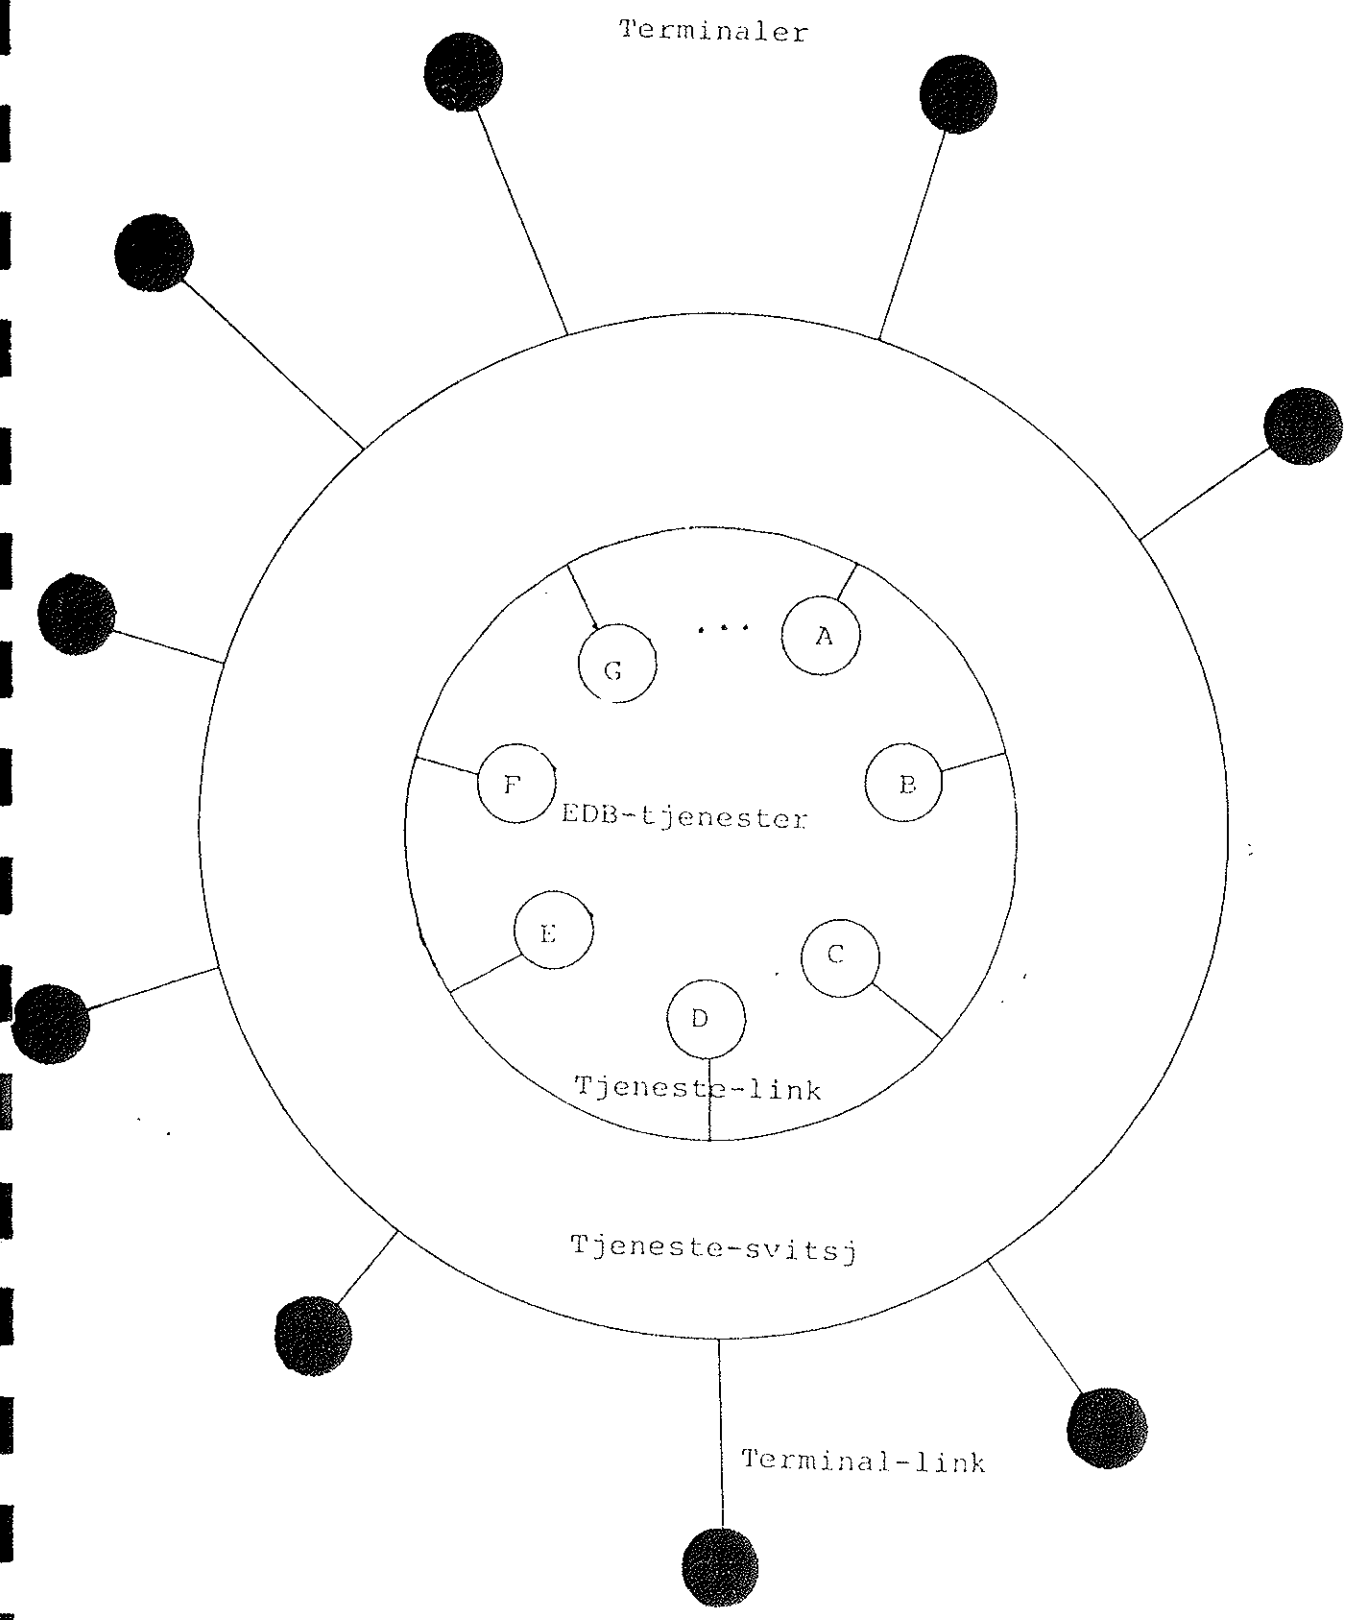 Terminaler
... A
G
F
B
EDB-tjenester
E
C
D
Tjeneste-link
Tjeneste-svitsj
Terminal-link